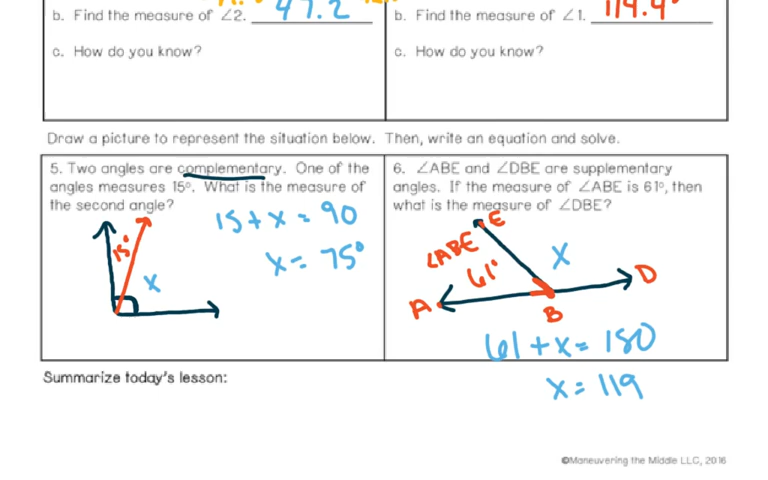 b. Find the measure of ∠2. 47.2
b. Find the measure of ∠1. 119.4°
c. How do you know?
c. How do you know?
Draw a picture to represent the situation below. Then, write an equation and solve.
5. Two angles are complementary. One of the
angles measures 15°. What is the measure of
the second angle?
15 + x = 90
x = 75°
15°
x
6. ∠ABE and ∠DBE are supplementary
angles. If the measure of ∠ABE is 61°, then
what is the measure of ∠DBE?
E
∠ABE
61°
x
D
A
B
61 + x = 180
x = 119
Summarize today's lesson:
©Maneuvering the Middle LLC, 2016